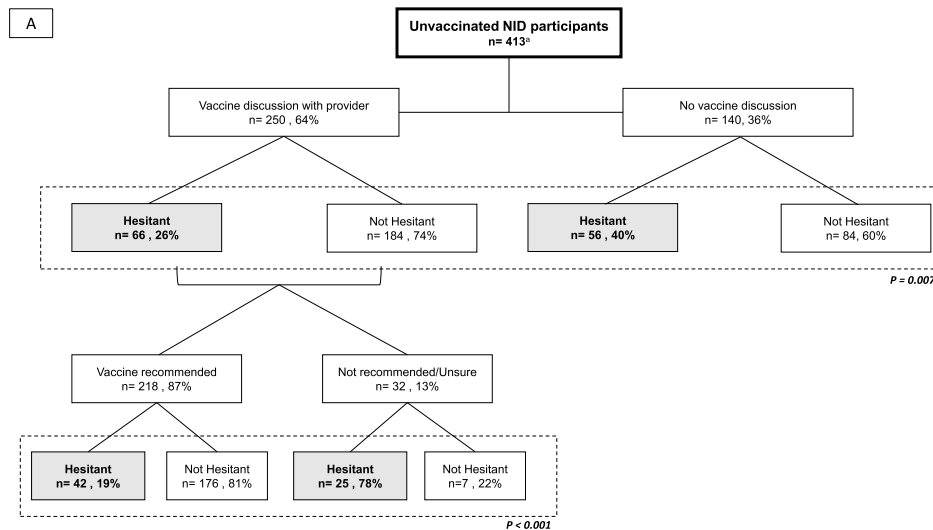 A
Unvaccinated NID participants
n= 413ᵃ
Vaccine discussion with provider
n= 250 , 64%
No vaccine discussion
n= 140, 36%
Hesitant
n= 66 , 26%
Not Hesitant
n= 184 , 74%
Hesitant
n= 56 , 40%
Not Hesitant
n= 84, 60%
P = 0.007
Vaccine recommended
n= 218 , 87%
Not recommended/Unsure
n= 32 , 13%
Hesitant
n= 42 , 19%
Not Hesitant
n= 176 , 81%
Hesitant
n= 25 , 78%
Not Hesitant
n=7 , 22%
P < 0.001